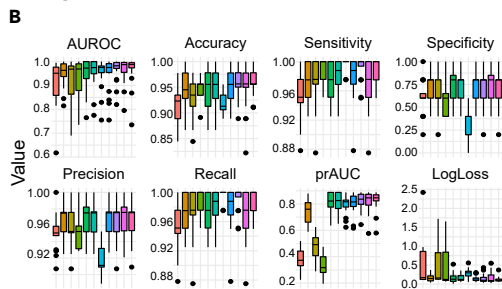 B
AUROC Accuracy Sensitivity Specificity
1.0 1.00 1.00 1.00
0.9 0.95 0.96 0.75
0.8 0.90 0.92 0.50
0.7 0.85 0.88 0.25
0.6 0.00
Value
Precision Recall prAUC LogLoss
1.00 1.00 0.8 2.5
0.96 0.96 0.6 2.0
0.92 0.92 0.4 1.5
0.88 0.2 1.0
0.5
0.0